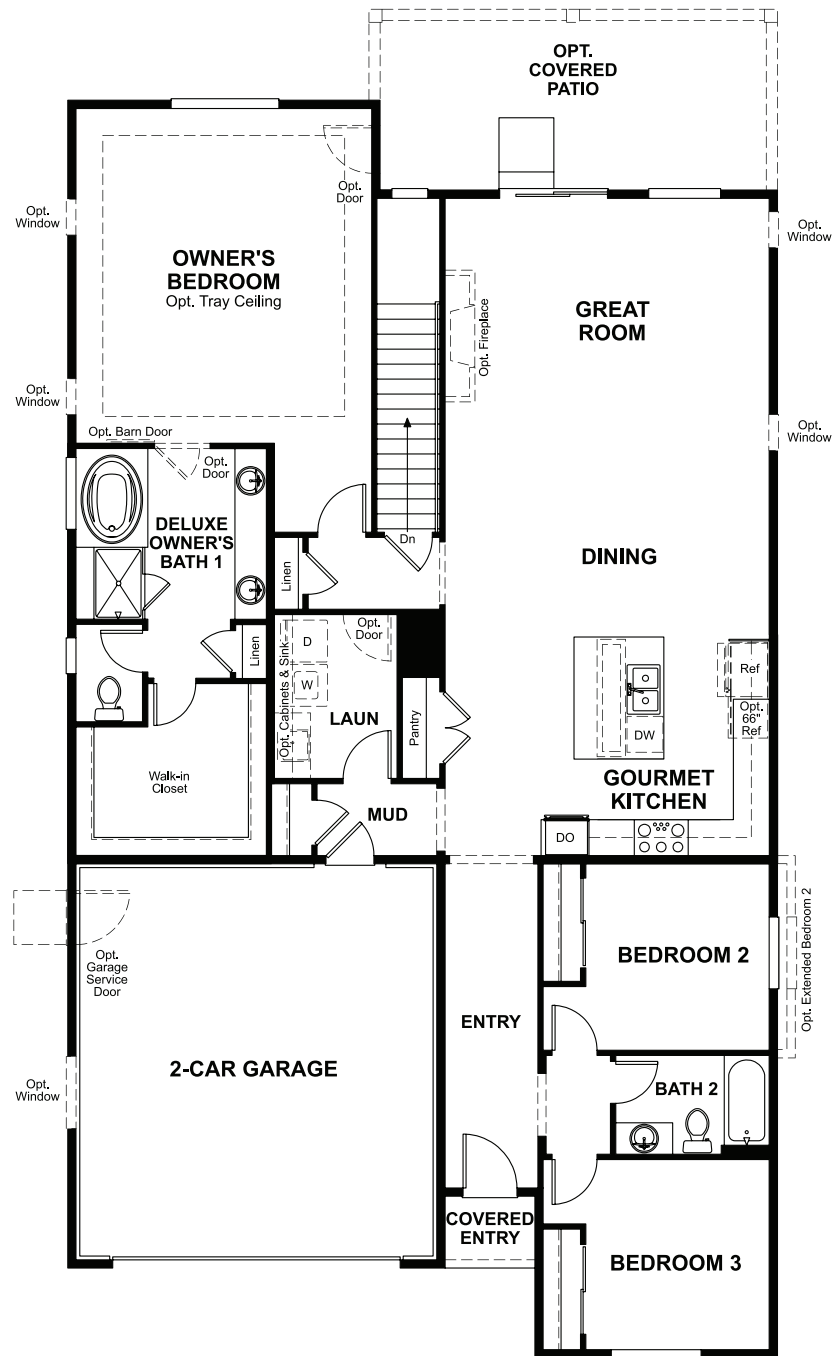 OPT.
COVERED
PATIO
Opt.
Door
Opt.
Window
OWNER'S
BEDROOM
Opt. Tray Ceiling
Opt.
Window
GREAT
ROOM
Opt. Fireplace
Opt.
Window
Opt.
Window
Opt. Barn Door
Opt.
Door
DELUXE
OWNER'S
BATH 1
Dn
Linen
DINING
Opt.
Door
Opt. Cabinets & Sink
D
W
LAUN
Linen
Pantry
Ref
Opt.
66"
Ref
DW
Walk-in
Closet
GOURMET
KITCHEN
MUD
DO
Opt.
Garage
Service
Door
BEDROOM 2
Opt. Extended Bedroom 2
ENTRY
2-CAR GARAGE
Opt.
Window
BATH 2
COVERED
ENTRY
BEDROOM 3